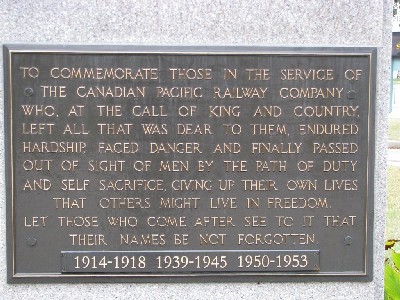 TO COMMEMORATE THOSE IN THE SERVICE OF
THE CANADIAN PACIFIC RAILWAY COMPANY
WHO, AT THE CALL OF KING AND COUNTRY,
LEFT ALL THAT WAS DEAR TO THEM, ENDURED
HARDSHIP, FACED DANGER AND FINALLY PASSED
OUT OF SIGHT OF MEN BY THE PATH OF DUTY
AND SELF SACRIFICE, GIVING UP THEIR OWN LIVES
THAT OTHERS MIGHT LIVE IN FREEDOM.
LET THOSE WHO COME AFTER SEE TO IT THAT
THEIR NAMES BE NOT FORGOTTEN.
1914-1918 1939-1945 1950-1953